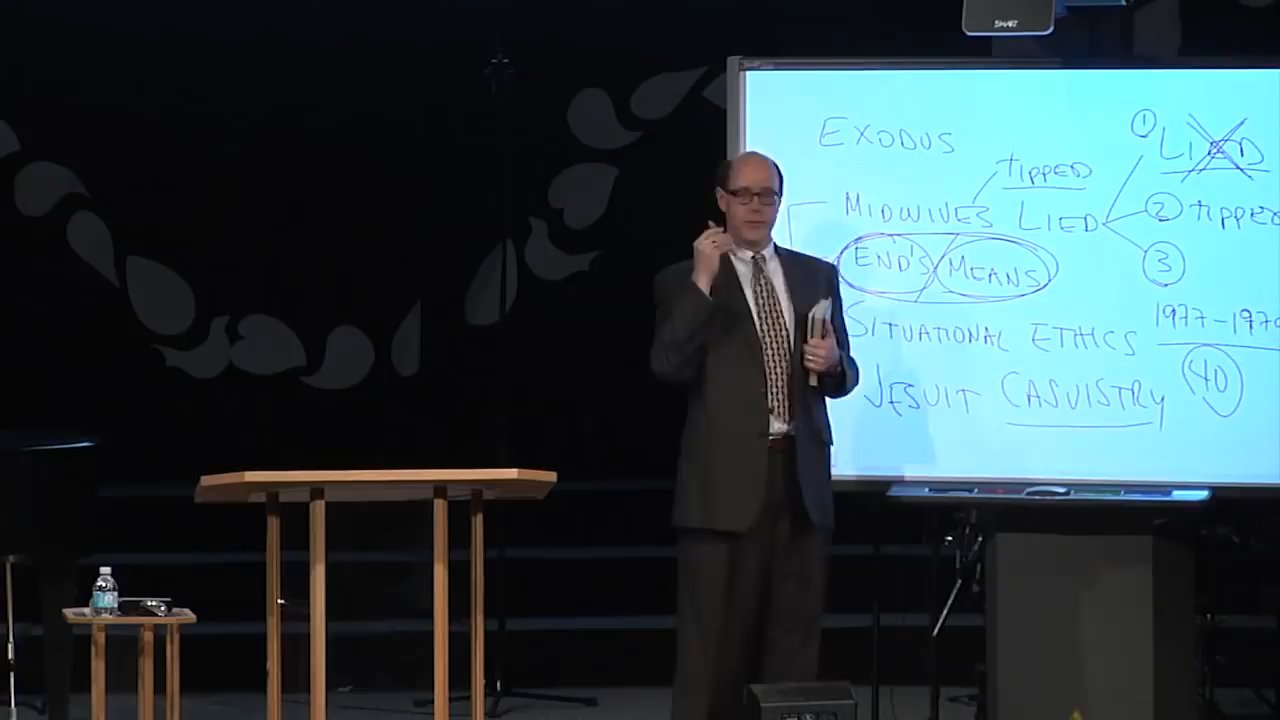 SMART
EXODUS
① LIED
TIPPED
MIDWIVES LIED
② TIPPED
END'S MEANS
③
SITUATIONAL ETHICS
1977-197
40
JESUIT CASUISTRY